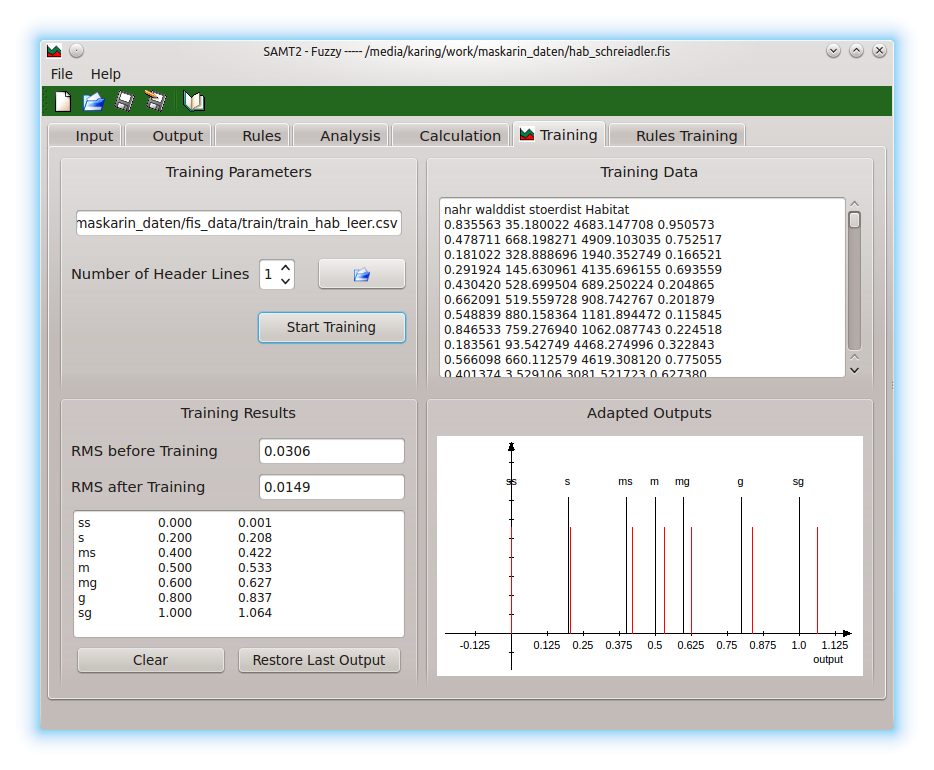 SAMT2 - Fuzzy ----- /media/karing/work/maskarin_daten/hab_schreiadler.fis
File Help
Input Output Rules Analysis Calculation Training Rules Training
Training Parameters
maskarin_daten/fis_data/train/train_hab_leer.csv
Number of Header Lines 1
Start Training
Training Data
nahr walddist stoerdist Habitat
0.835563 35.180022 4683.147708 0.950573
0.478711 668.198271 4909.103035 0.752517
0.181022 328.888696 1940.352749 0.166521
0.291924 145.630961 4135.696155 0.693559
0.430420 528.699504 689.250224 0.204865
0.662091 519.559728 908.742767 0.201879
0.548839 880.158364 1181.894472 0.115845
0.846533 759.276940 1062.087743 0.224518
0.183561 93.542749 4468.274996 0.322843
0.566098 660.112579 4619.308120 0.775055
0.401374 3.529106 3081.521723 0.627380
Training Results
RMS before Training 0.0306
RMS after Training 0.0149
ss 0.000 0.001
s 0.200 0.208
ms 0.400 0.422
m 0.500 0.533
mg 0.600 0.627
g 0.800 0.837
sg 1.000 1.064
Clear Restore Last Output
Adapted Outputs
ss s ms m mg g sg
-0.125 0.125 0.25 0.375 0.5 0.625 0.75 0.875 1.0 1.125
output